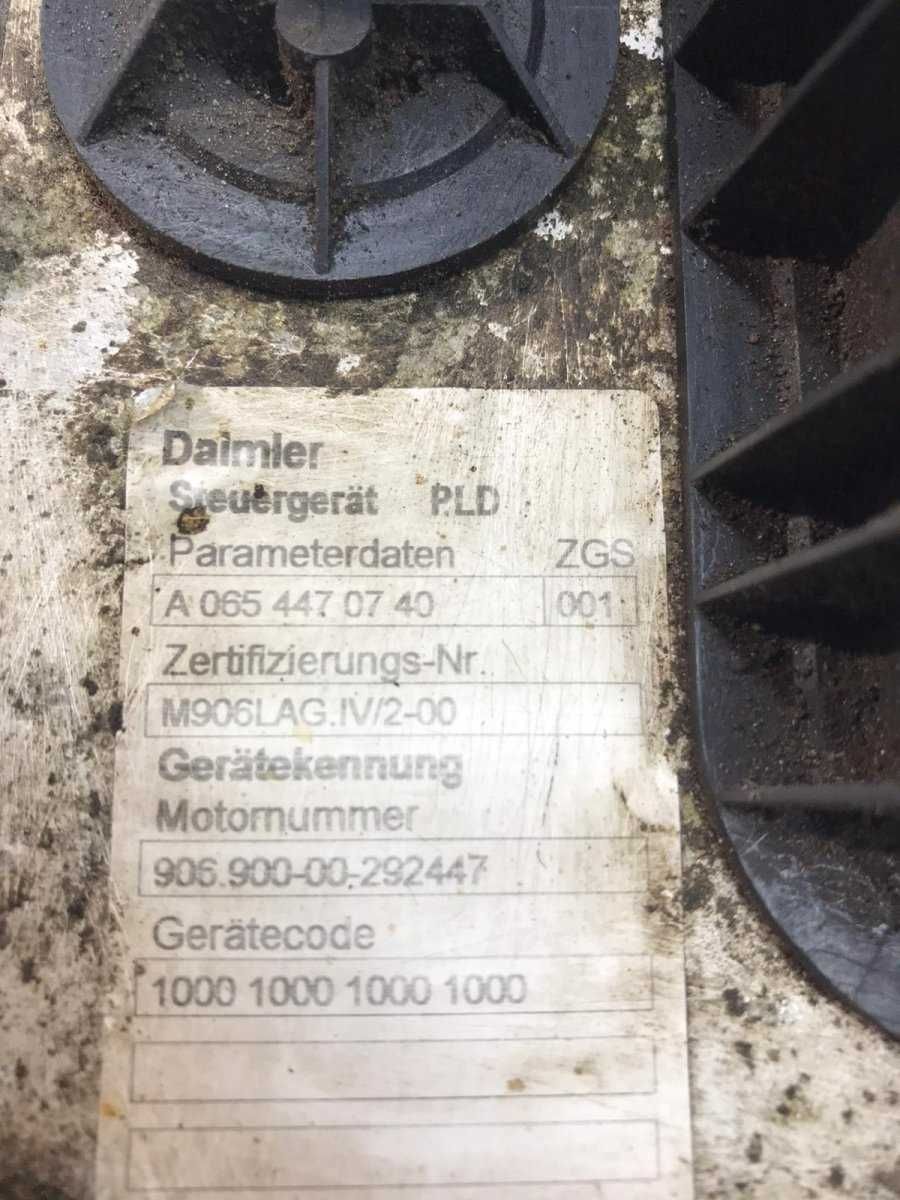 Daimler
Steuergerät PLD
Parameterdaten ZGS
A 065 447 07 40 001
Zertifizierungs-Nr.
M906LAG.IV/2-00
Gerätekennung
Motornummer
906.900-00-292447
Gerätecode
1000 1000 1000 1000